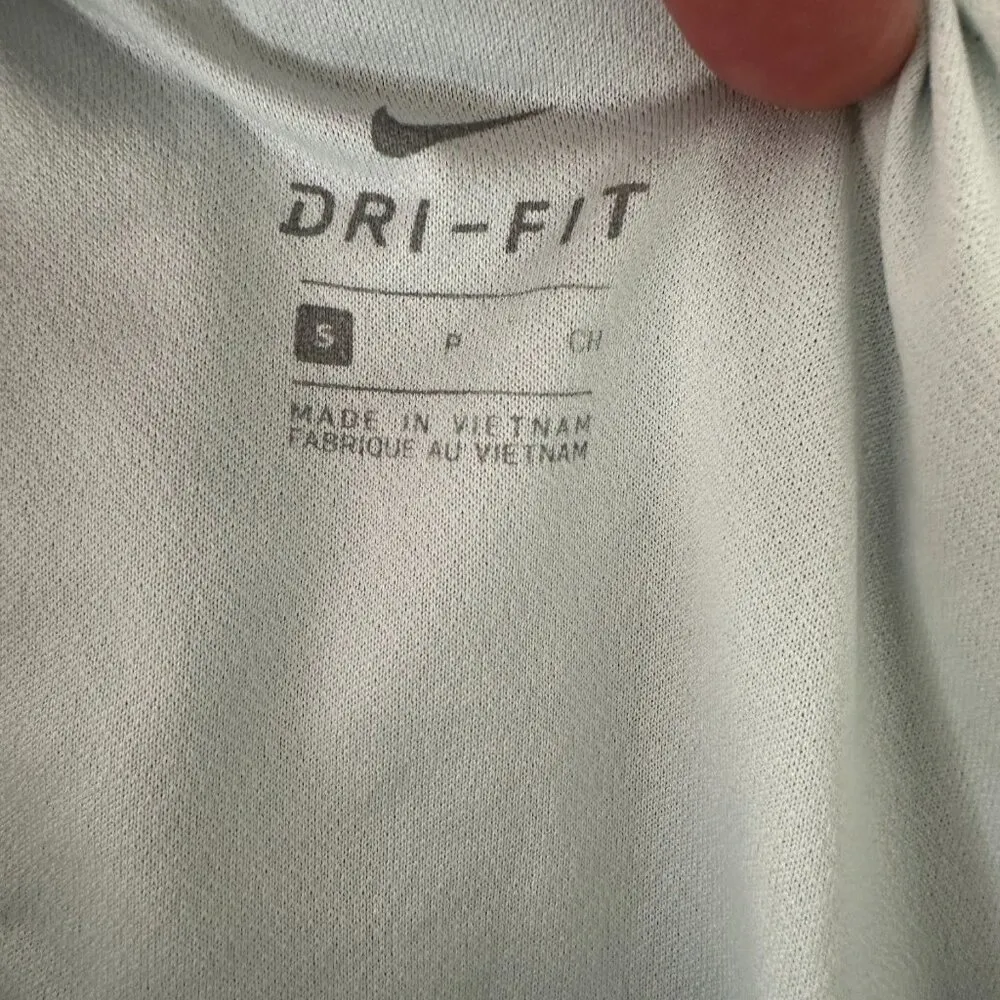 DRI-FIT
S P CH
MADE IN VIETNAM
FABRIQUE AU VIETNAM